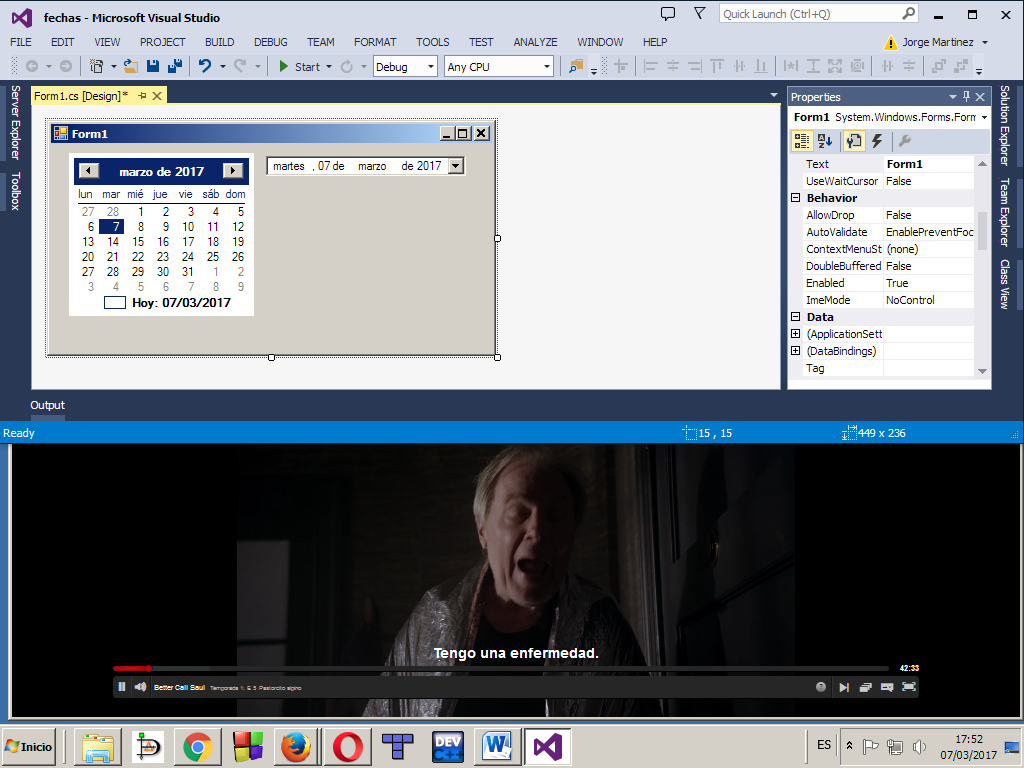 fechas - Microsoft Visual Studio
Quick Launch (Ctrl+Q)
FILE EDIT VIEW PROJECT BUILD DEBUG TEAM FORMAT TOOLS TEST ANALYZE WINDOW HELP
Jorge Martinez
Start Debug Any CPU
Server Explorer
Toolbox
Form1.cs [Design]*
Form1
marzo de 2017
lun mar mié jue vie sáb dom
27 28 1 2 3 4 5
6 7 8 9 10 11 12
13 14 15 16 17 18 19
20 21 22 23 24 25 26
27 28 29 30 31 1 2
3 4 5 6 7 8 9
Hoy: 07/03/2017
martes , 07 de marzo de 2017
Properties
Form1 System.Windows.Forms.Form
Text Form1
UseWaitCursor False
Behavior
AllowDrop False
AutoValidate EnablePreventFoc
ContextMenuSt (none)
DoubleBuffered False
Enabled True
ImeMode NoControl
Data
(ApplicationSett
(DataBindings)
Tag
Solution Explorer
Team Explorer
Class View
Output
Ready
15 , 15
449 x 236
Tengo una enfermedad.
42:33
Better Call Saul Temporada 1: E 5 Pastorcito alpino
Inicio
DEV C++
W
ES
17:52
07/03/2017